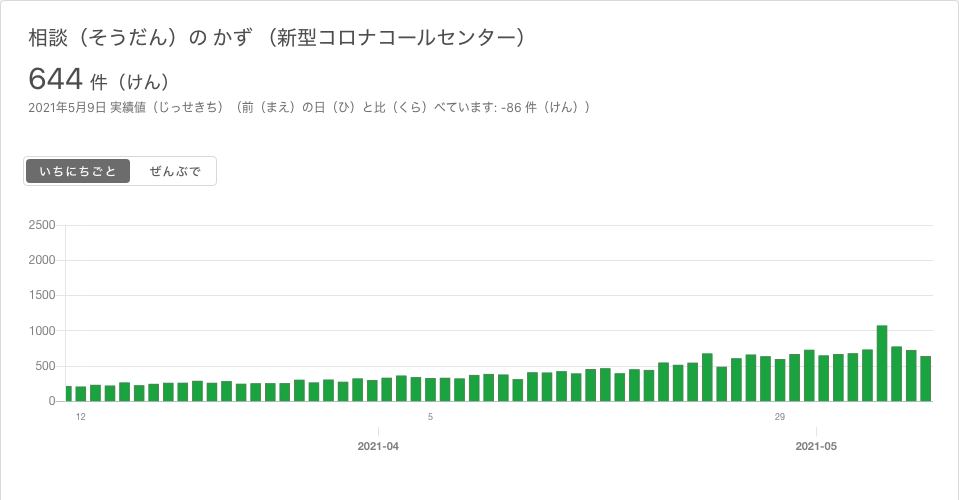 相談（そうだん）の かず （新型コロナコールセンター）
644 件（けん）
2021年5月9日 実績値（じっせきち）（前（まえ）の日（ひ）と比（くら）べています: -86 件（けん））
いちにちごと ぜんぶで
2500
2000
1500
1000
500
0
12 5 29
2021-04 2021-05